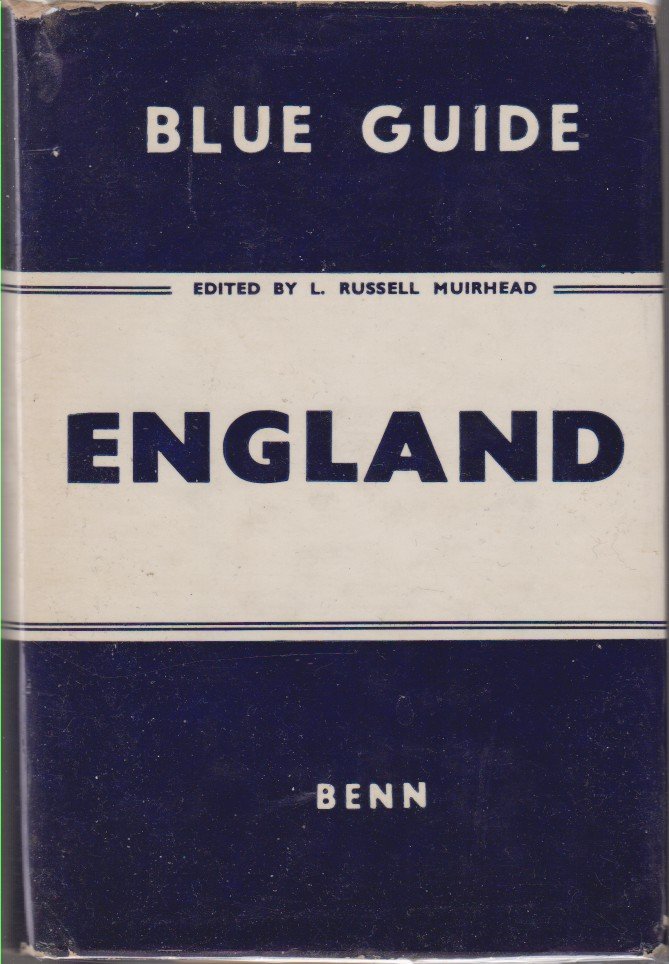 BLUE GUIDE
EDITED BY L. RUSSELL MUIRHEAD
ENGLAND
BENN